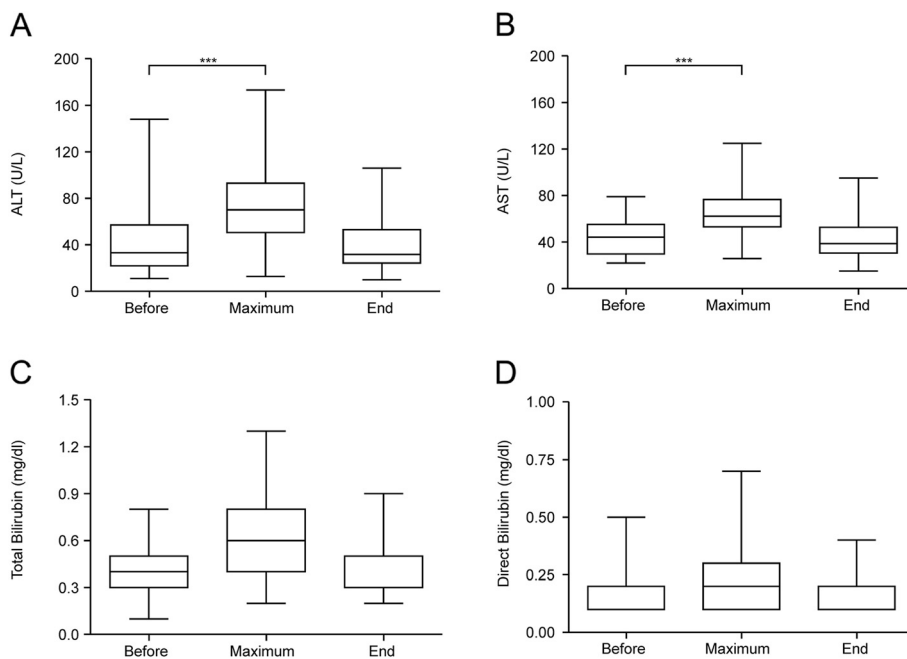 A
ALT (U/L)
200
160
120
80
40
0
***
Before Maximum End
B
AST (U/L)
200
160
120
80
40
0
***
Before Maximum End
C
Total Bilirubin (mg/dl)
1.5
1.2
0.9
0.6
0.3
0.0
Before Maximum End
D
Direct Bilirubin (mg/dl)
1.00
0.75
0.50
0.25
0.00
Before Maximum End